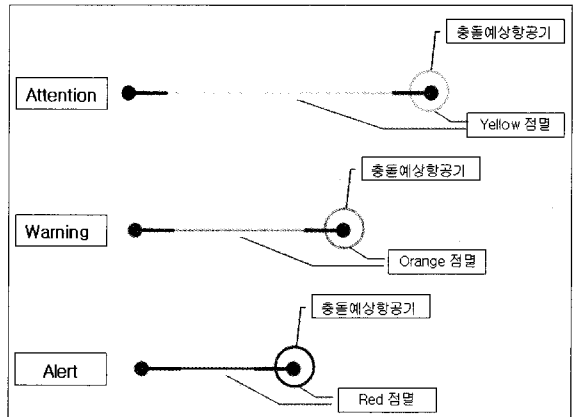 충돌예상항공기
Attention
Yellow 점멸
충돌예상항공기
Warning
Orange 점멸
충돌예상항공기
Alert
Red 점멸